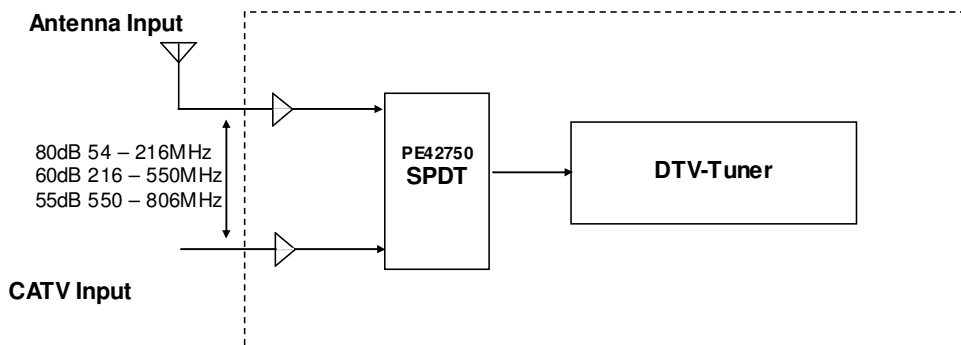 Antenna Input
80dB 54 – 216MHz
60dB 216 – 550MHz
55dB 550 – 806MHz
PE42750
SPDT
DTV-Tuner
CATV Input